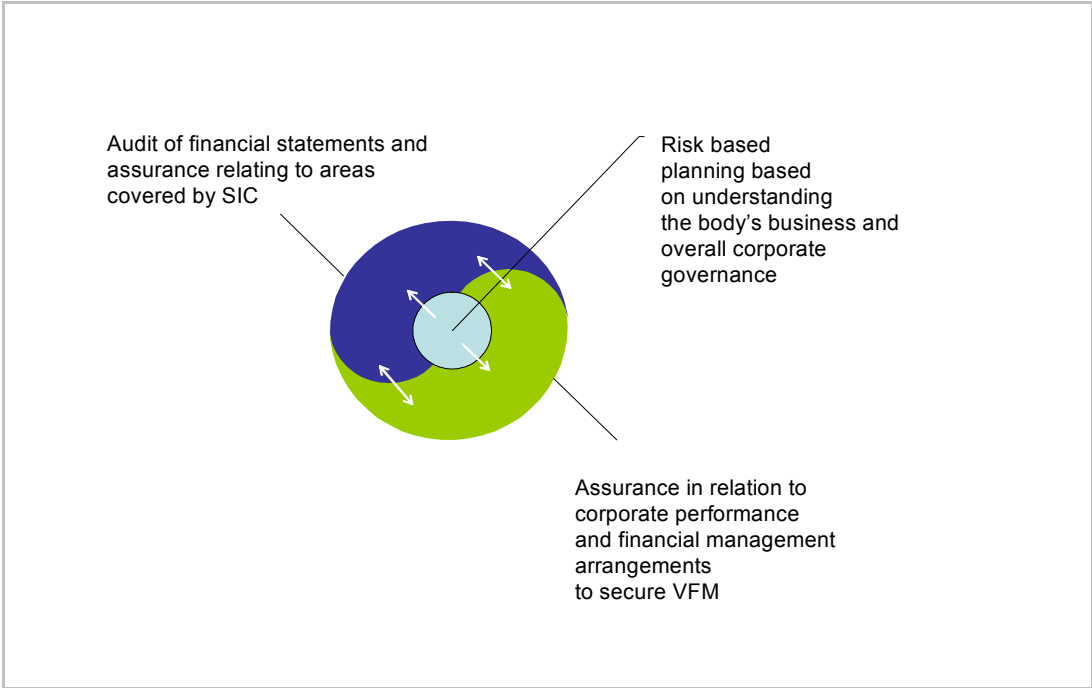 Audit of financial statements and
assurance relating to areas
covered by SIC
Risk based
planning based
on understanding
the body's business and
overall corporate
governance
Assurance in relation to
corporate performance
and financial management
arrangements
to secure VFM